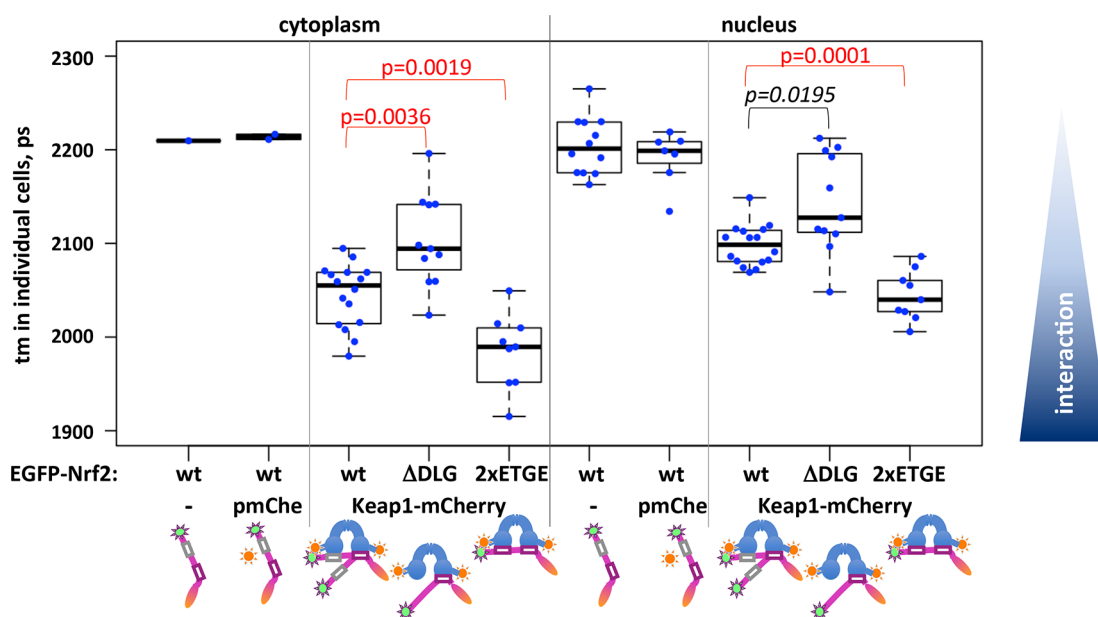 cytoplasm nucleus
2300
2200
2100
2000
1900
tm in individual cells, ps
p=0.0019
p=0.0036
p=0.0001
p=0.0195
interaction
EGFP-Nrf2: wt wt wt ΔDLG 2xETGE wt wt wt ΔDLG 2xETGE
- pmChe Keap1-mCherry - pmChe Keap1-mCherry